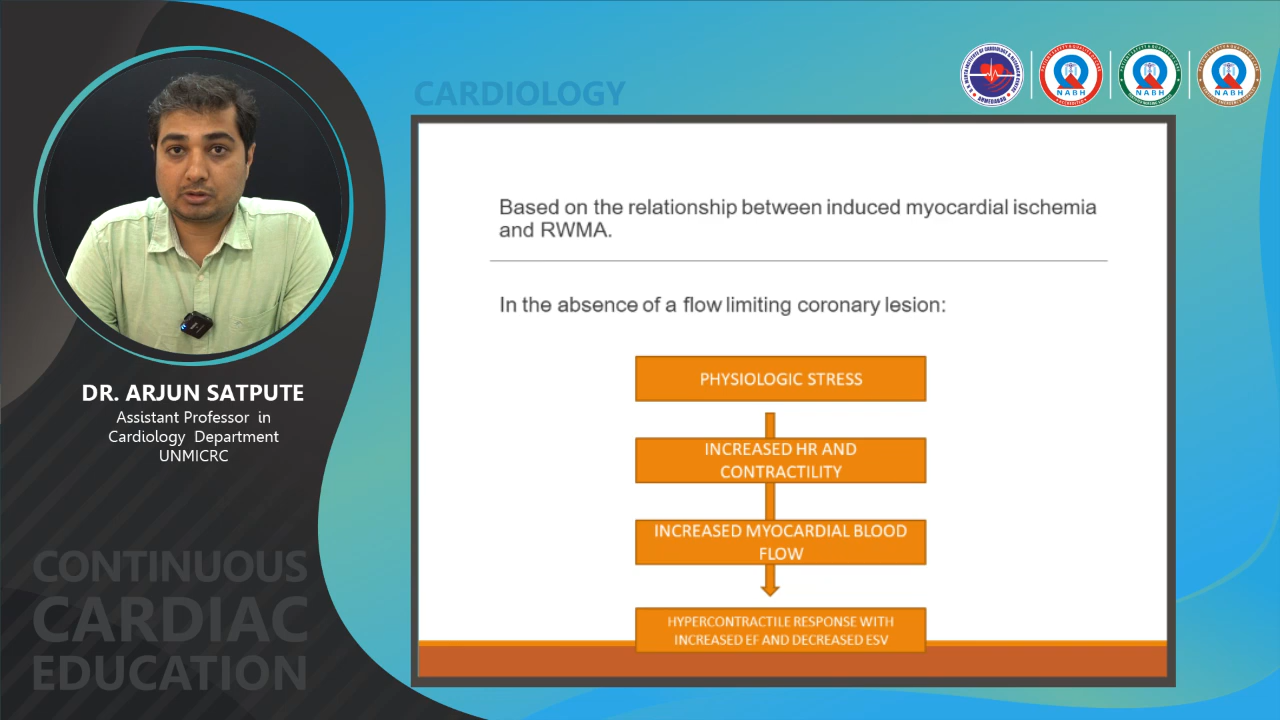 CARDIOLOGY
NABH
NABH
NABH
AHMEDABAD
Based on the relationship between induced myocardial ischemia
and RWMA.
In the absence of a flow limiting coronary lesion:
PHYSIOLOGIC STRESS
INCREASED HR AND
CONTRACTILITY
INCREASED MYOCARDIAL BLOOD
FLOW
HYPERCONTRACTILE RESPONSE WITH
INCREASED EF AND DECREASED ESV
DR. ARJUN SATPUTE
Assistant Professor in
Cardiology Department
UNMICRC
CONTINUOUS
CARDIAC
EDUCATION